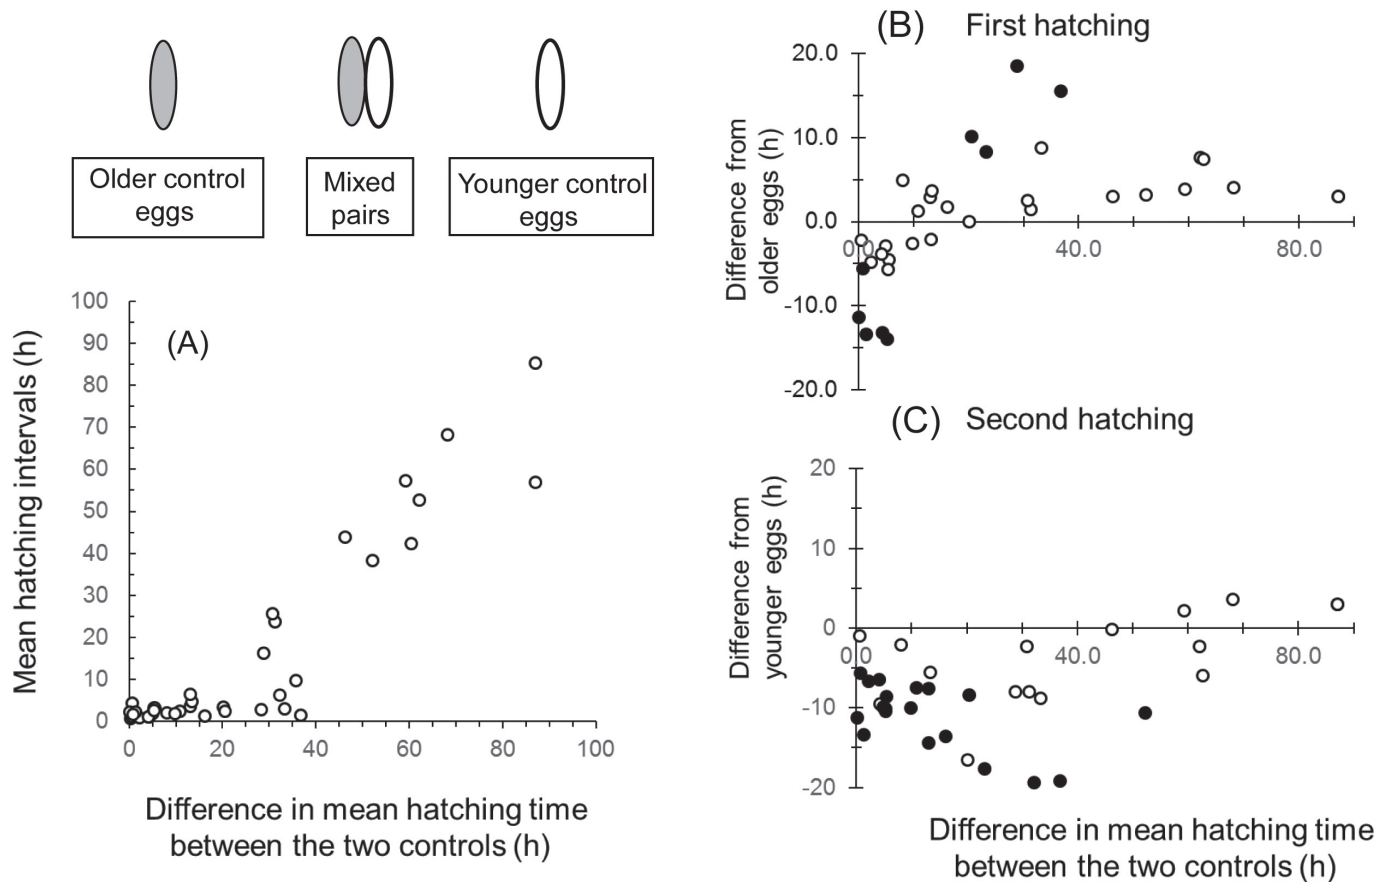 Older control
eggs
Mixed
pairs
Younger control
eggs
(A)
Mean hatching intervals (h)
100
90
80
70
60
50
40
30
20
10
0
0 20 40 60 80 100
Difference in mean hatching time
between the two controls (h)
(B) First hatching
Difference from
older eggs (h)
20.0
10.0
0.0
-10.0
-20.0
0.0 40.0 80.0
(C) Second hatching
Difference from
younger eggs (h)
20
10
0
-10
-20
0.0 40.0 80.0
Difference in mean hatching time
between the two controls (h)